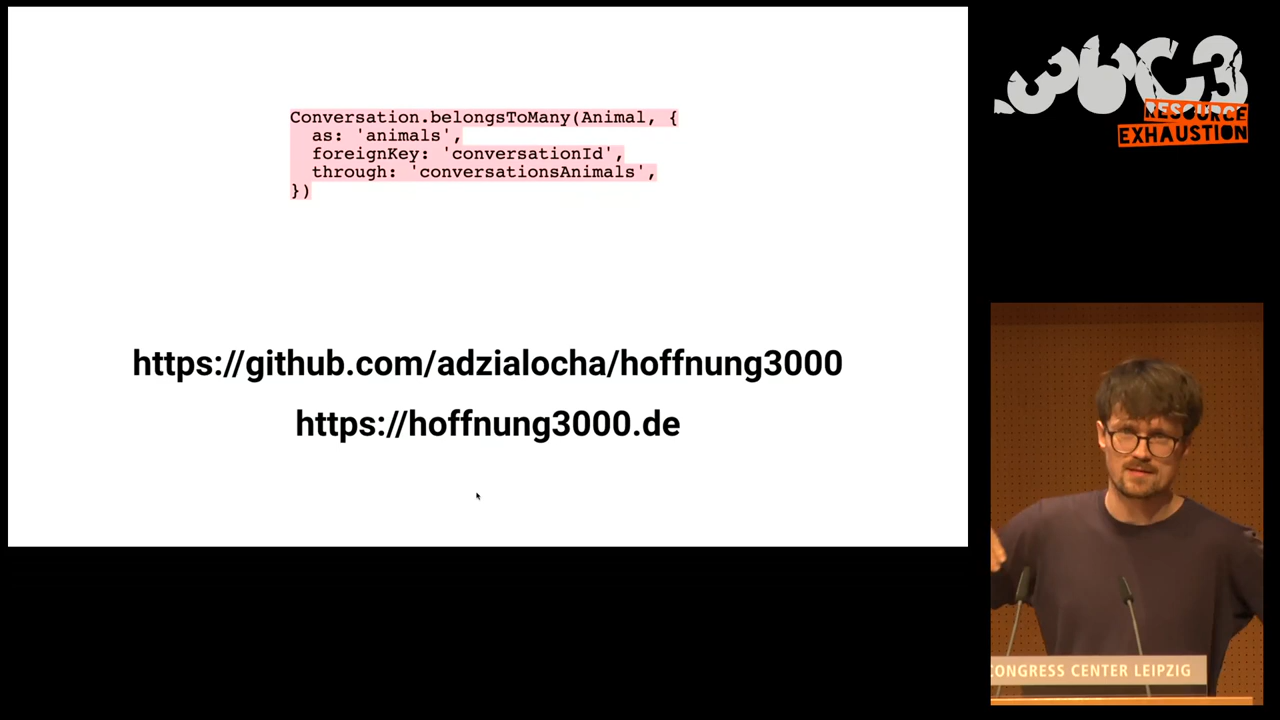 Conversation.belongsToMany(Animal, {
as: 'animals',
foreignKey: 'conversationId',
through: 'conversationsAnimals',
})
https://github.com/adzialocha/hoffnung3000
https://hoffnung3000.de
36C3
RESOURCE
EXHAUSTION
CONGRESS CENTER LEIPZIG